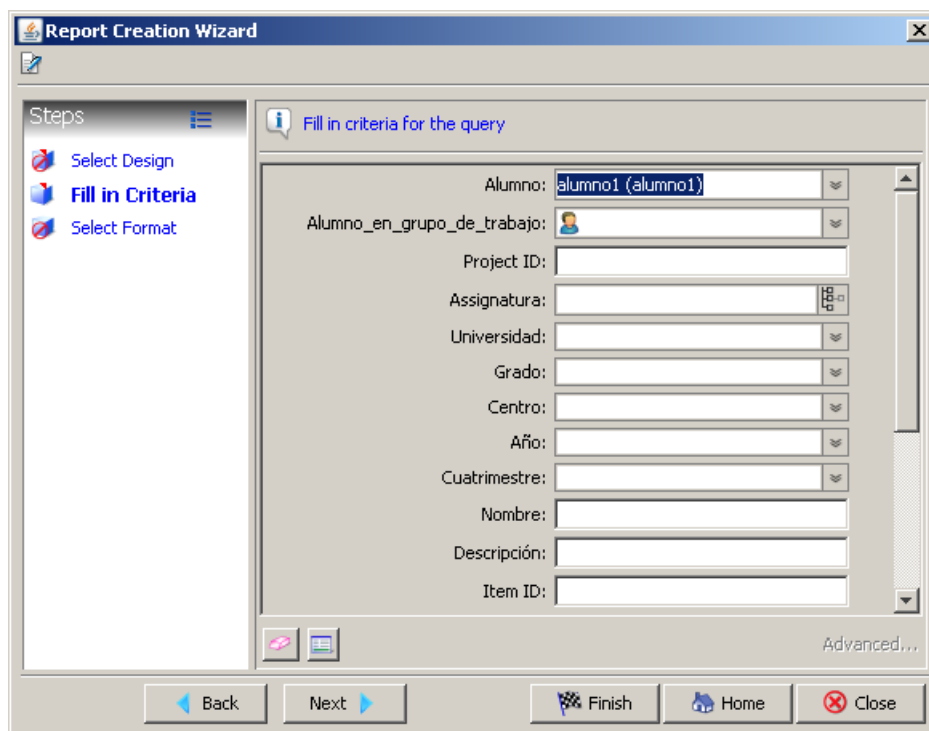 Report Creation Wizard
Steps
Select Design
Fill in Criteria
Select Format
Fill in criteria for the query
Alumno: alumno1 (alumno1)
Alumno_en_grupo_de_trabajo:
Project ID:
Assignatura:
Universidad:
Grado:
Centro:
Año:
Cuatrimestre:
Nombre:
Descripción:
Item ID:
Advanced...
Back Next Finish Home Close